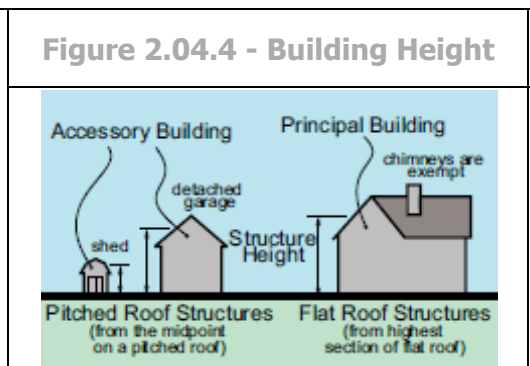 Figure 2.04.4 - Building Height
Accessory Building
Principal Building
chimneys are
exempt
detached
garage
shed
Structure
Height
Pitched Roof Structures
(from the midpoint
on a pitched roof)
Flat Roof Structures
(from highest
section of flat roof)